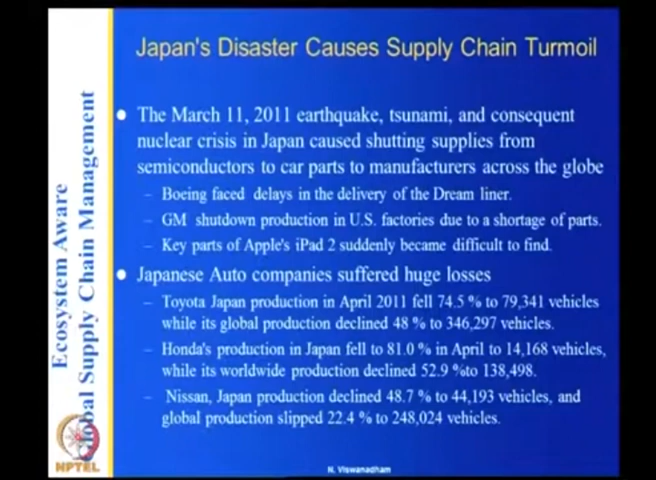 Japan's Disaster Causes Supply Chain Turmoil
The March 11, 2011 earthquake, tsunami, and consequent
nuclear crisis in Japan caused shutting supplies from
semiconductors to car parts to manufacturers across the globe
– Boeing faced delays in the delivery of the Dream liner.
– GM shutdown production in U.S. factories due to a shortage of parts.
– Key parts of Apple's iPad 2 suddenly became difficult to find.
Japanese Auto companies suffered huge losses
– Toyota Japan production in April 2011 fell 74.5 % to 79,341 vehicles
while its global production declined 48 % to 346,297 vehicles.
– Honda's production in Japan fell to 81.0 % in April to 14,168 vehicles,
while its worldwide production declined 52.9 %to 138,498.
– Nissan, Japan production declined 48.7 % to 44,193 vehicles, and
global production slipped 22.4 % to 248,024 vehicles.
Ecosystem Aware
Global Supply Chain Management
NPTEL
N. Viswanadham